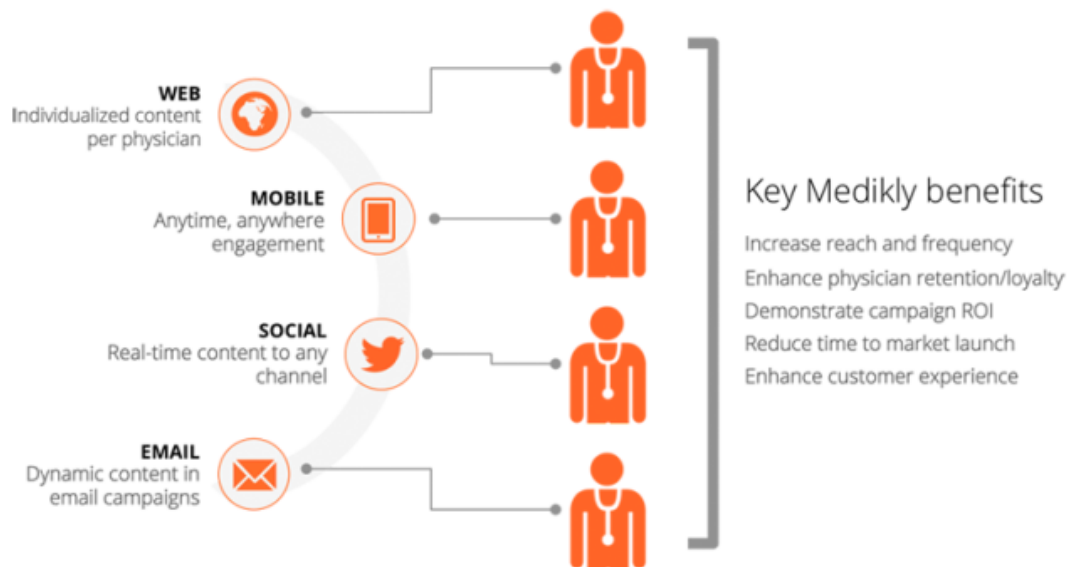 WEB
Individualized content
per physician
MOBILE
Anytime, anywhere
engagement
SOCIAL
Real-time content to any
channel
EMAIL
Dynamic content in
email campaigns
Key Medikly benefits
Increase reach and frequency
Enhance physician retention/loyalty
Demonstrate campaign ROI
Reduce time to market launch
Enhance customer experience